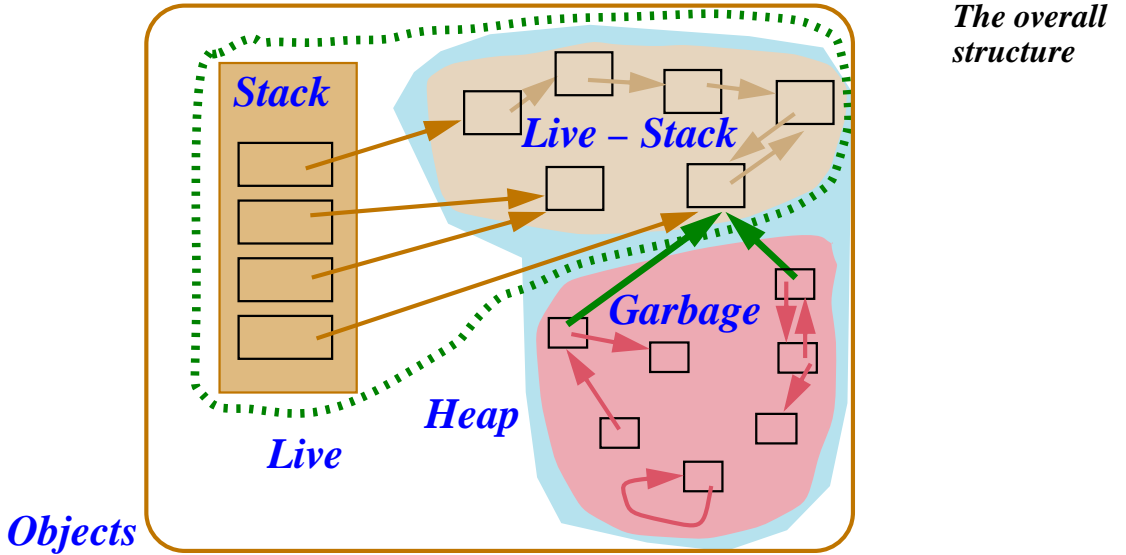 The overall
structure
Stack
Live – Stack
Garbage
Heap
Live
Objects